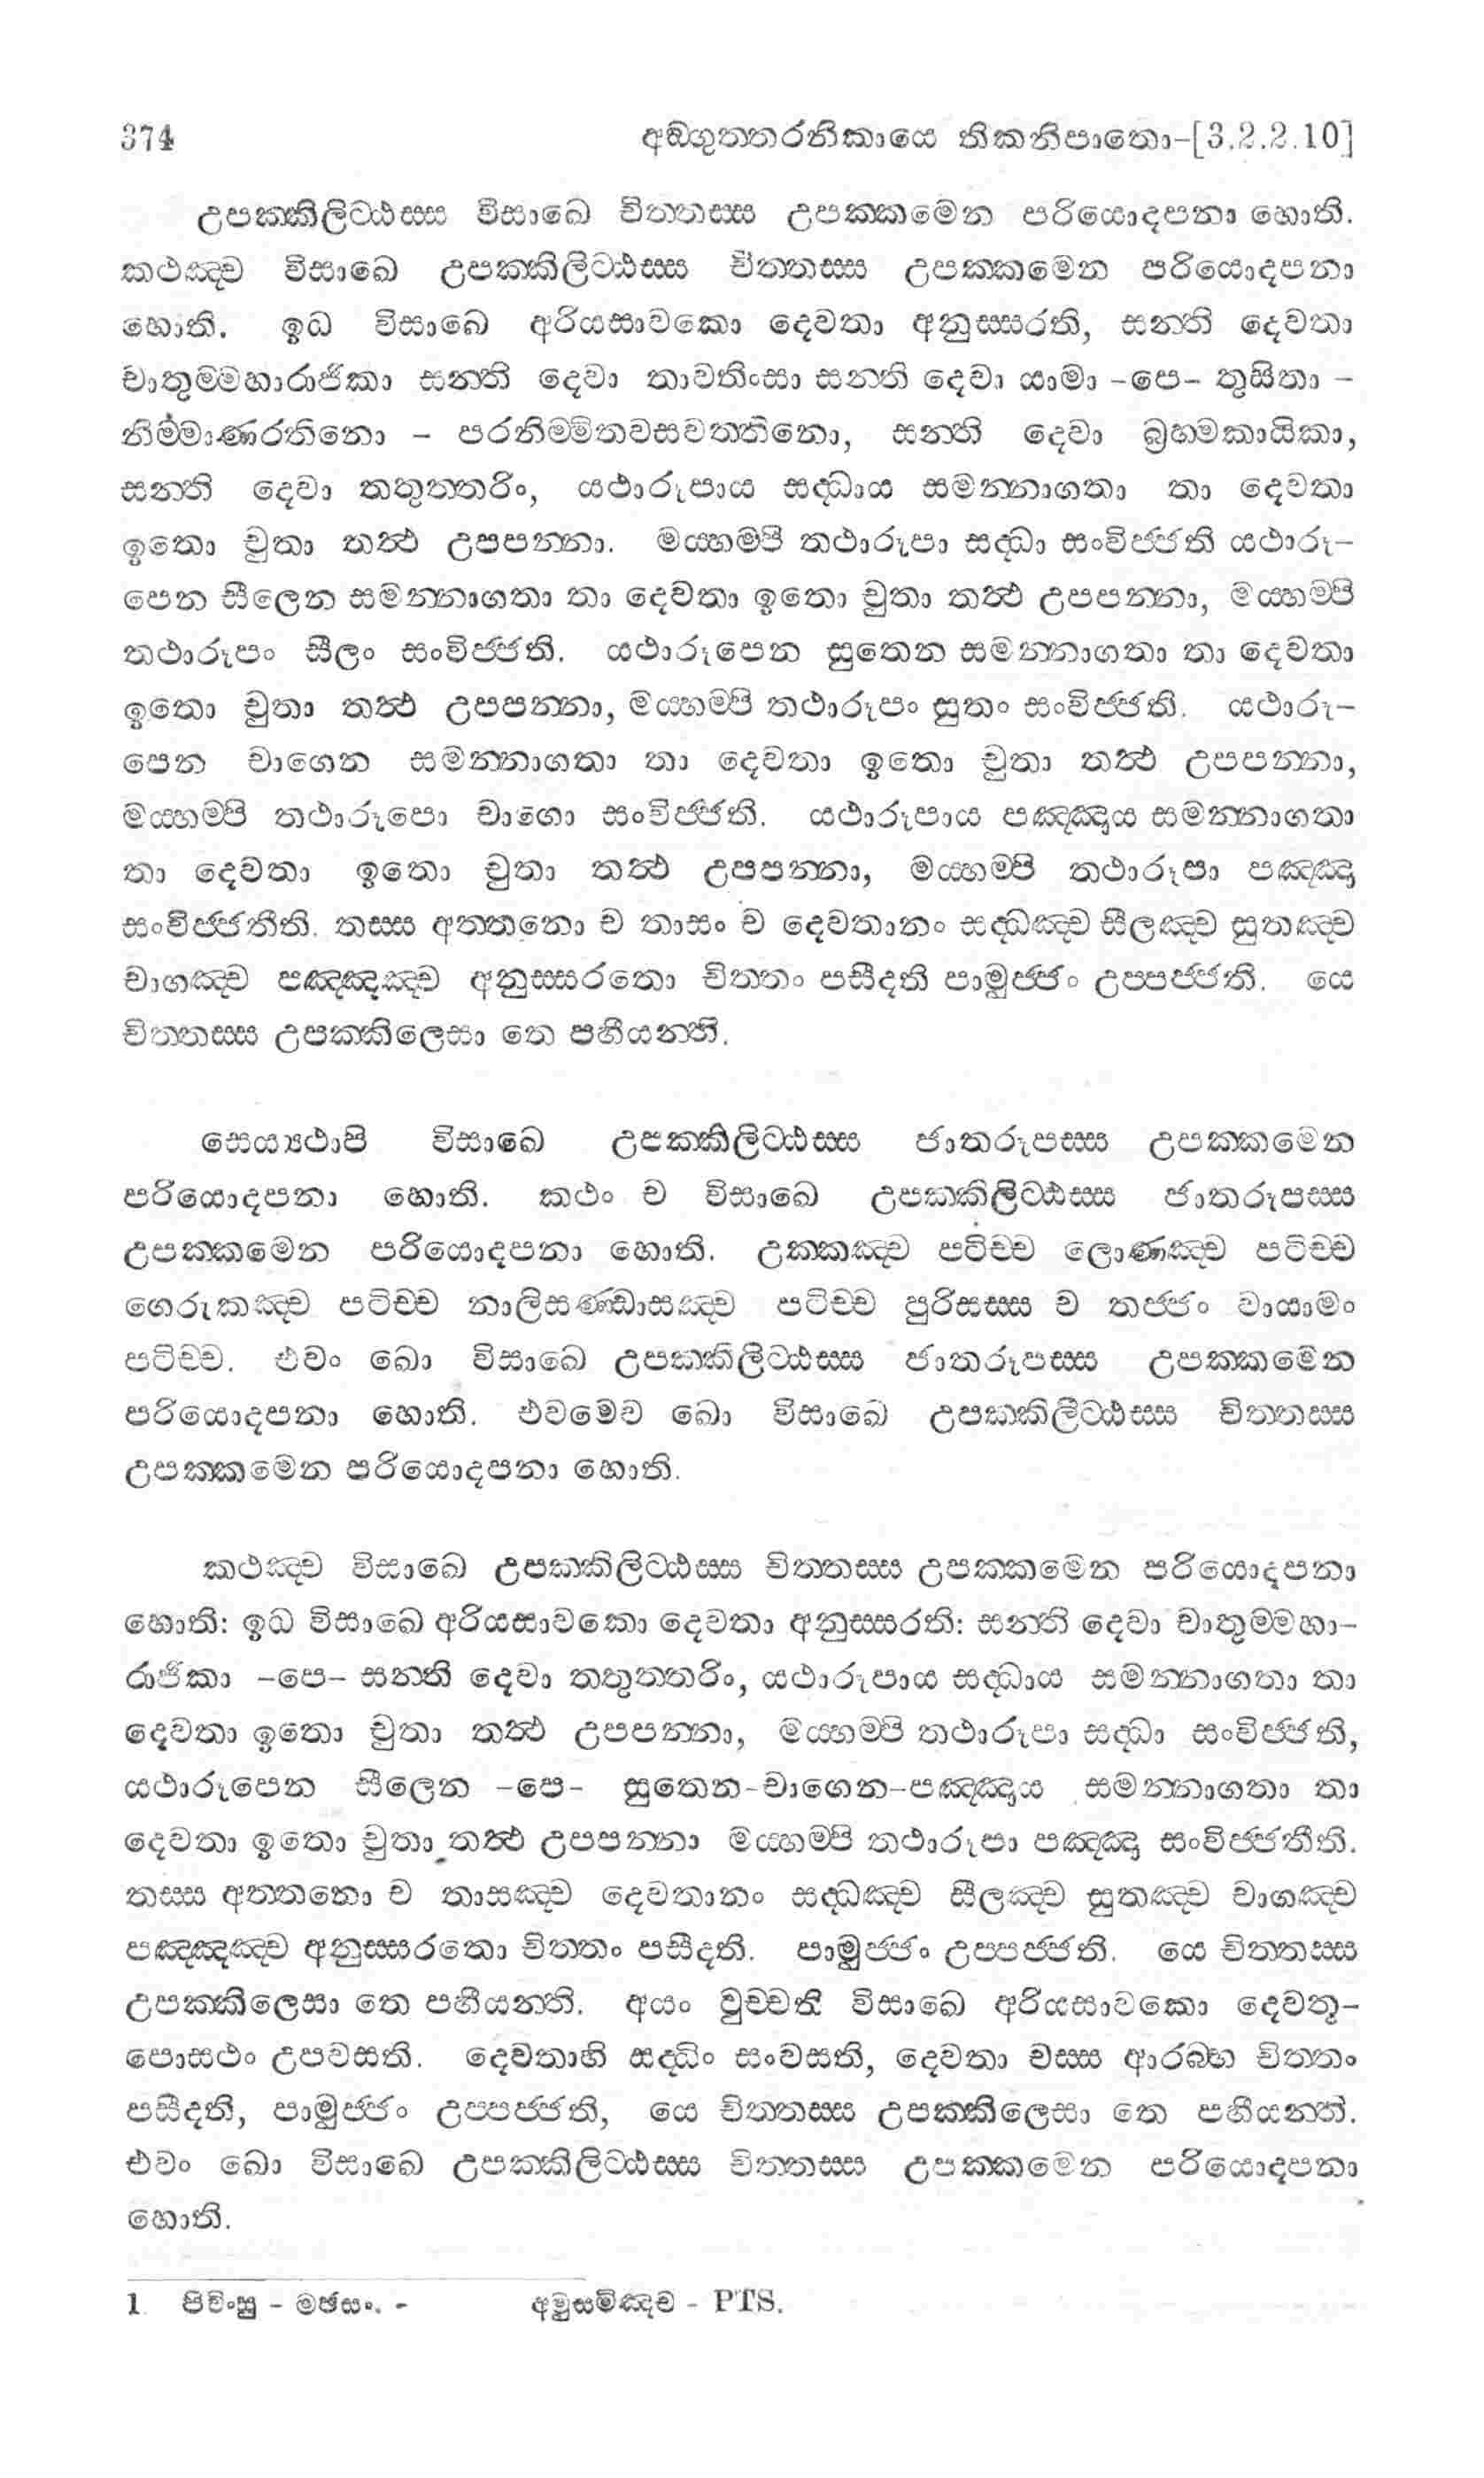 374 අඞ්ගුත්තරනිකායෙ තිකනිපාතො-[3.2.2.10]
උපක්කිලිට්ඨස්ස විසාඛෙ චිත්තස්ස උපක්කමෙන පරියොදපනා හොති.
කථඤ්ච විසාඛෙ උපක්කිලිට්ඨස්ස චිත්තස්ස උපක්කමෙන පරියොදපනා
හොති. ඉධ විසාඛෙ අරියසාවකො දෙවතා අනුස්සරති, සන්ති දෙවතා
චාතුම්මහාරාජිකා සන්ති දෙවා තාවතිංසා සන්ති දෙවා යාමා -පෙ- තුසිතා -
නිම්මාණරතිනො - පරනිම්මිතවසවත්තිනො, සන්ති දෙවා බ්‍රහ්මකායිකා,
සන්ති දෙවා තතුත්තරිං, යථාරූපාය සද්ධාය සමන්නාගතා තා දෙවතා
ඉතො චුතා තත්ථ උපපන්නා. මය්හම්පි තථාරූපා සද්ධා සංවිජ්ජති යථාරූ-
පෙන සීලෙන සමන්නාගතා තා දෙවතා ඉතො චුතා තත්ථ උපපන්නා, මය්හම්පි
තථාරූපං සීලං සංවිජ්ජති. යථාරූපෙන සුතෙන සමන්නාගතා තා දෙවතා
ඉතො චුතා තත්ථ උපපන්නා, මය්හම්පි තථාරූපං සුතං සංවිජ්ජති. යථාරූ-
පෙන චාගෙන සමන්නාගතා තා දෙවතා ඉතො චුතා තත්ථ උපපන්නා,
මය්හම්පි තථාරූපො චාගො සංවිජ්ජති. යථාරූපාය පඤ්ඤාය සමන්නාගතා
තා දෙවතා ඉතො චුතා තත්ථ උපපන්නා, මය්හම්පි තථාරූපා පඤ්ඤා
සංවිජ්ජතීති. තස්ස අත්තනො ච තාසං ච දෙවතානං සද්ධඤ්ච සීලඤ්ච සුතඤ්ච
චාගඤ්ච පඤ්ඤඤ්ච අනුස්සරතො චිත්තං පසීදති පාමුජ්ජං උප්පජ්ජති. යෙ
චිත්තස්ස උපක්කිලෙසා තෙ පහීයන්ති.
සෙය්‍යථාපි විසාඛෙ උපක්කිලිට්ඨස්ස ජාතරූපස්ස උපක්කමෙන
පරියොදපනා හොති. කථං ච විසාඛෙ උපක්කිලිට්ඨස්ස ජාතරූපස්ස
උපක්කමෙන පරියොදපනා හොති. උක්කඤ්ච පටිච්ච ලොණඤ්ච පටිච්ච
ගෙරුකඤ්ච පටිච්ච නාලිසණ්ඩාසඤ්ච පටිච්ච පුරිසස්ස ච තජ්ජං වායාමං
පටිච්ච. එවං ඛො විසාඛෙ උපක්කිලිට්ඨස්ස ජාතරූපස්ස උපක්කමෙන
පරියොදපනා හොති. එවමෙව ඛො විසාඛෙ උපක්කිලිට්ඨස්ස චිත්තස්ස
උපක්කමෙන පරියොදපනා හොති.
කථඤ්ච විසාඛෙ උපක්කිලිට්ඨස්ස චිත්තස්ස උපක්කමෙන පරියොදපනා
හොති: ඉධ විසාඛෙ අරියසාවකො දෙවතා අනුස්සරති: සන්ති දෙවා චාතුම්මහා-
රාජිකා -පෙ- සන්ති දෙවා තතුත්තරිං, යථාරූපාය සද්ධාය සමන්නාගතා තා
දෙවතා ඉතො චුතා තත්ථ උපපන්නා, මය්හම්පි තථාරූපා සද්ධා සංවිජ්ජති,
යථාරූපෙන සීලෙන -පෙ- සුතෙන-චාගෙන-පඤ්ඤාය සමන්නාගතා තා
දෙවතා ඉතො චුතා තත්ථ උපපන්නා මය්හම්පි තථාරූපා පඤ්ඤා සංවිජ්ජතීති.
තස්ස අත්තනො ච තාසඤ්ච දෙවතානං සද්ධඤ්ච සීලඤ්ච සුතඤ්ච චාගඤ්ච
පඤ්ඤඤ්ච අනුස්සරතො චිත්තං පසීදති. පාමුජ්ජං උප්පජ්ජති. යෙ චිත්තස්ස
උපක්කිලෙසා තෙ පහීයන්ති. අයං වුච්චති විසාඛෙ අරියසාවකො දෙවතූ-
පොසථං උපවසති. දෙවතාහි සද්ධිං සංවසති, දෙවතා චස්ස ආරබ්භ චිත්තං
පසීදති, පාමුජ්ජං උප්පජ්ජති, යෙ චිත්තස්ස උපක්කිලෙසා තෙ පහීයන්ති.
එවං ඛො විසාඛෙ උපක්කිලිට්ඨස්ස චිත්තස්ස උපක්කමෙන පරියොදපනා
හොති.
1 පිවිංසු - මජසං. - අමුසම්ඤ්ච - PTS.